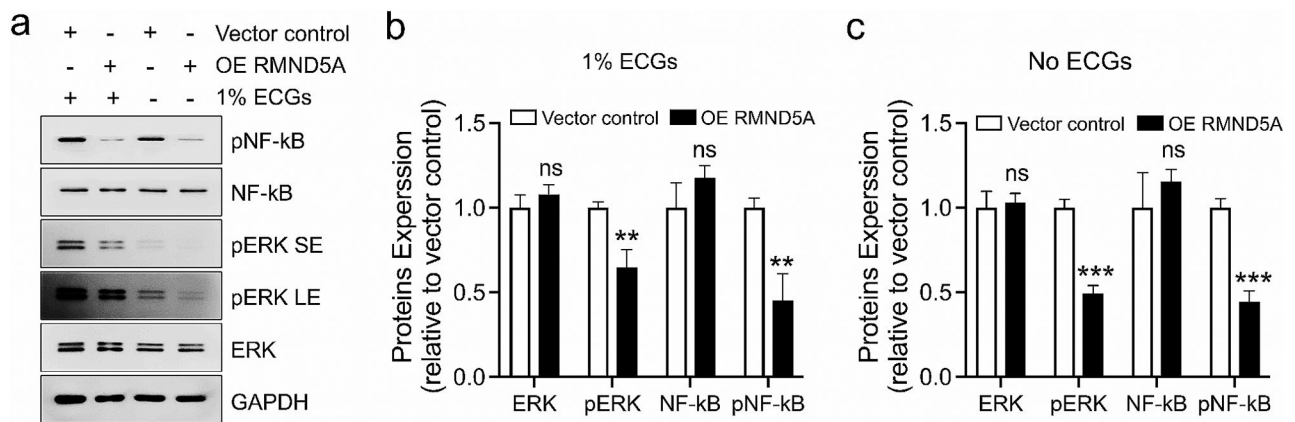 a
+ - + - Vector control
- + - + OE RMND5A
+ + - - 1% ECGs
pNF-kB
NF-kB
pERK SE
pERK LE
ERK
GAPDH
b
1% ECGs
Vector control OE RMND5A
Proteins Experssion
(relative to vector control)
1.5
1.0
0.5
0.0
ns
**
ns
**
ERK pERK NF-kB pNF-kB
c
No ECGs
Vector control OE RMND5A
Proteins Experssion
(relative to vector control)
1.5
1.0
0.5
0.0
ns
***
ns
***
ERK pERK NF-kB pNF-kB